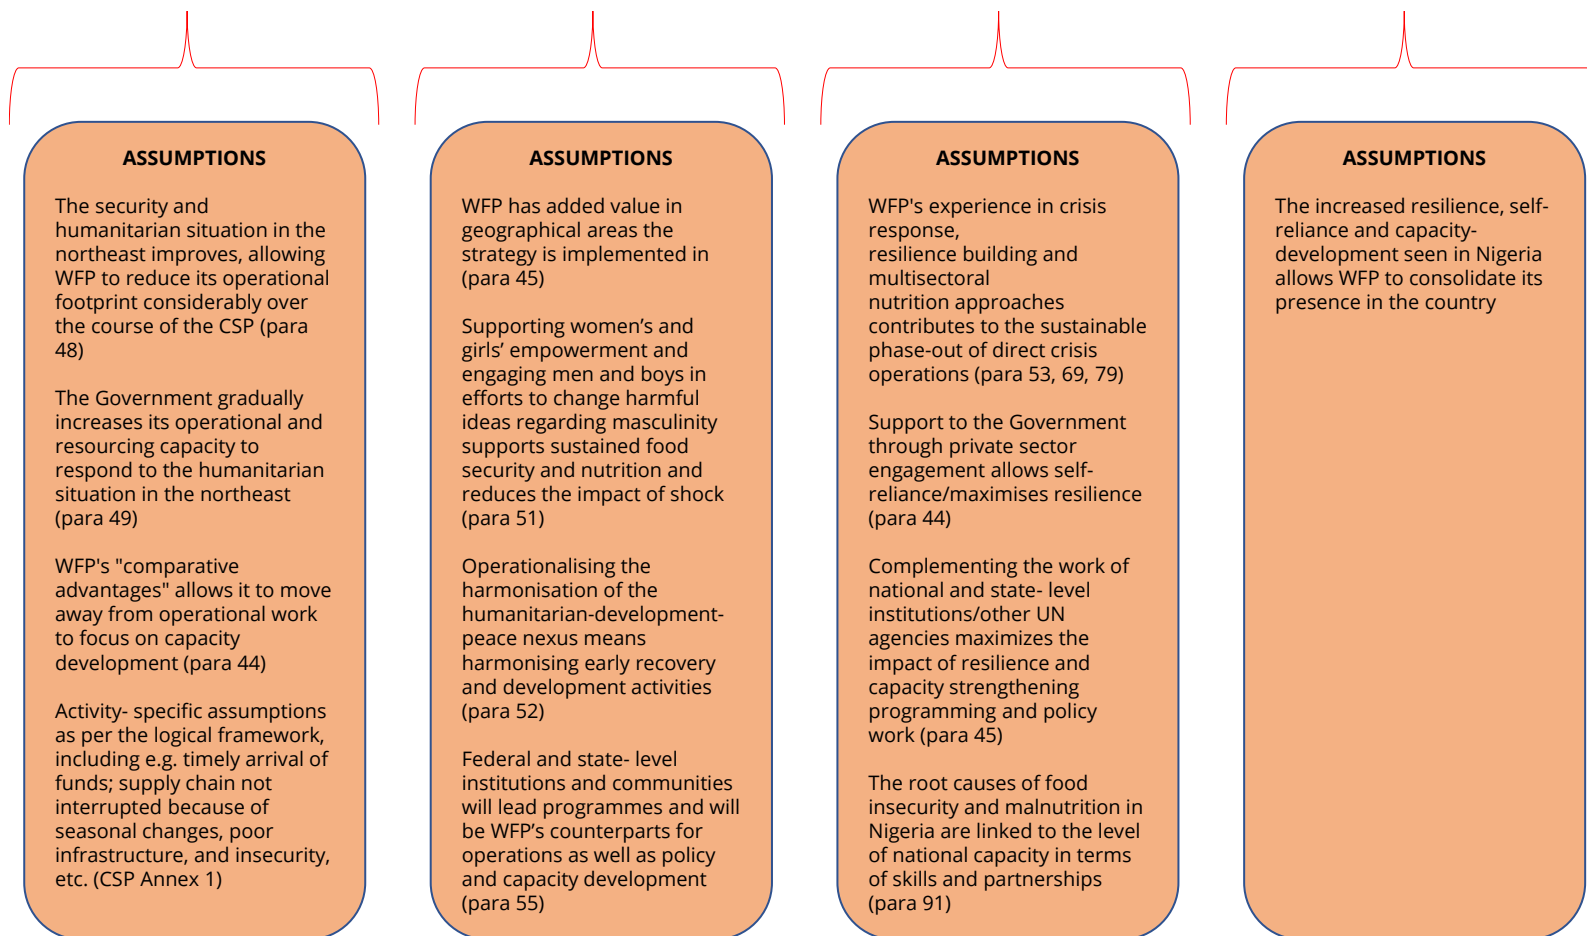 ASSUMPTIONS
The security and
humanitarian situation in the
northeast improves, allowing
WFP to reduce its operational
footprint considerably over
the course of the CSP (para
48)
The Government gradually
increases its operational and
resourcing capacity to
respond to the humanitarian
situation in the northeast
(para 49)
WFP's "comparative
advantages" allows it to move
away from operational work
to focus on capacity
development (para 44)
Activity- specific assumptions
as per the logical framework,
including e.g. timely arrival of
funds; supply chain not
interrupted because of
seasonal changes, poor
infrastructure, and insecurity,
etc. (CSP Annex 1)
ASSUMPTIONS
WFP has added value in
geographical areas the
strategy is implemented in
(para 45)
Supporting women’s and
girls’ empowerment and
engaging men and boys in
efforts to change harmful
ideas regarding masculinity
supports sustained food
security and nutrition and
reduces the impact of shock
(para 51)
Operationalising the
harmonisation of the
humanitarian-development-
peace nexus means
harmonising early recovery
and development activities
(para 52)
Federal and state- level
institutions and communities
will lead programmes and will
be WFP’s counterparts for
operations as well as policy
and capacity development
(para 55)
ASSUMPTIONS
WFP's experience in crisis
response,
resilience building and
multisectoral
nutrition approaches
contributes to the sustainable
phase-out of direct crisis
operations (para 53, 69, 79)
Support to the Government
through private sector
engagement allows self-
reliance/maximises resilience
(para 44)
Complementing the work of
national and state- level
institutions/other UN
agencies maximizes the
impact of resilience and
capacity strengthening
programming and policy
work (para 45)
The root causes of food
insecurity and malnutrition in
Nigeria are linked to the level
of national capacity in terms
of skills and partnerships
(para 91)
ASSUMPTIONS
The increased resilience, self-
reliance and capacity-
development seen in Nigeria
allows WFP to consolidate its
presence in the country